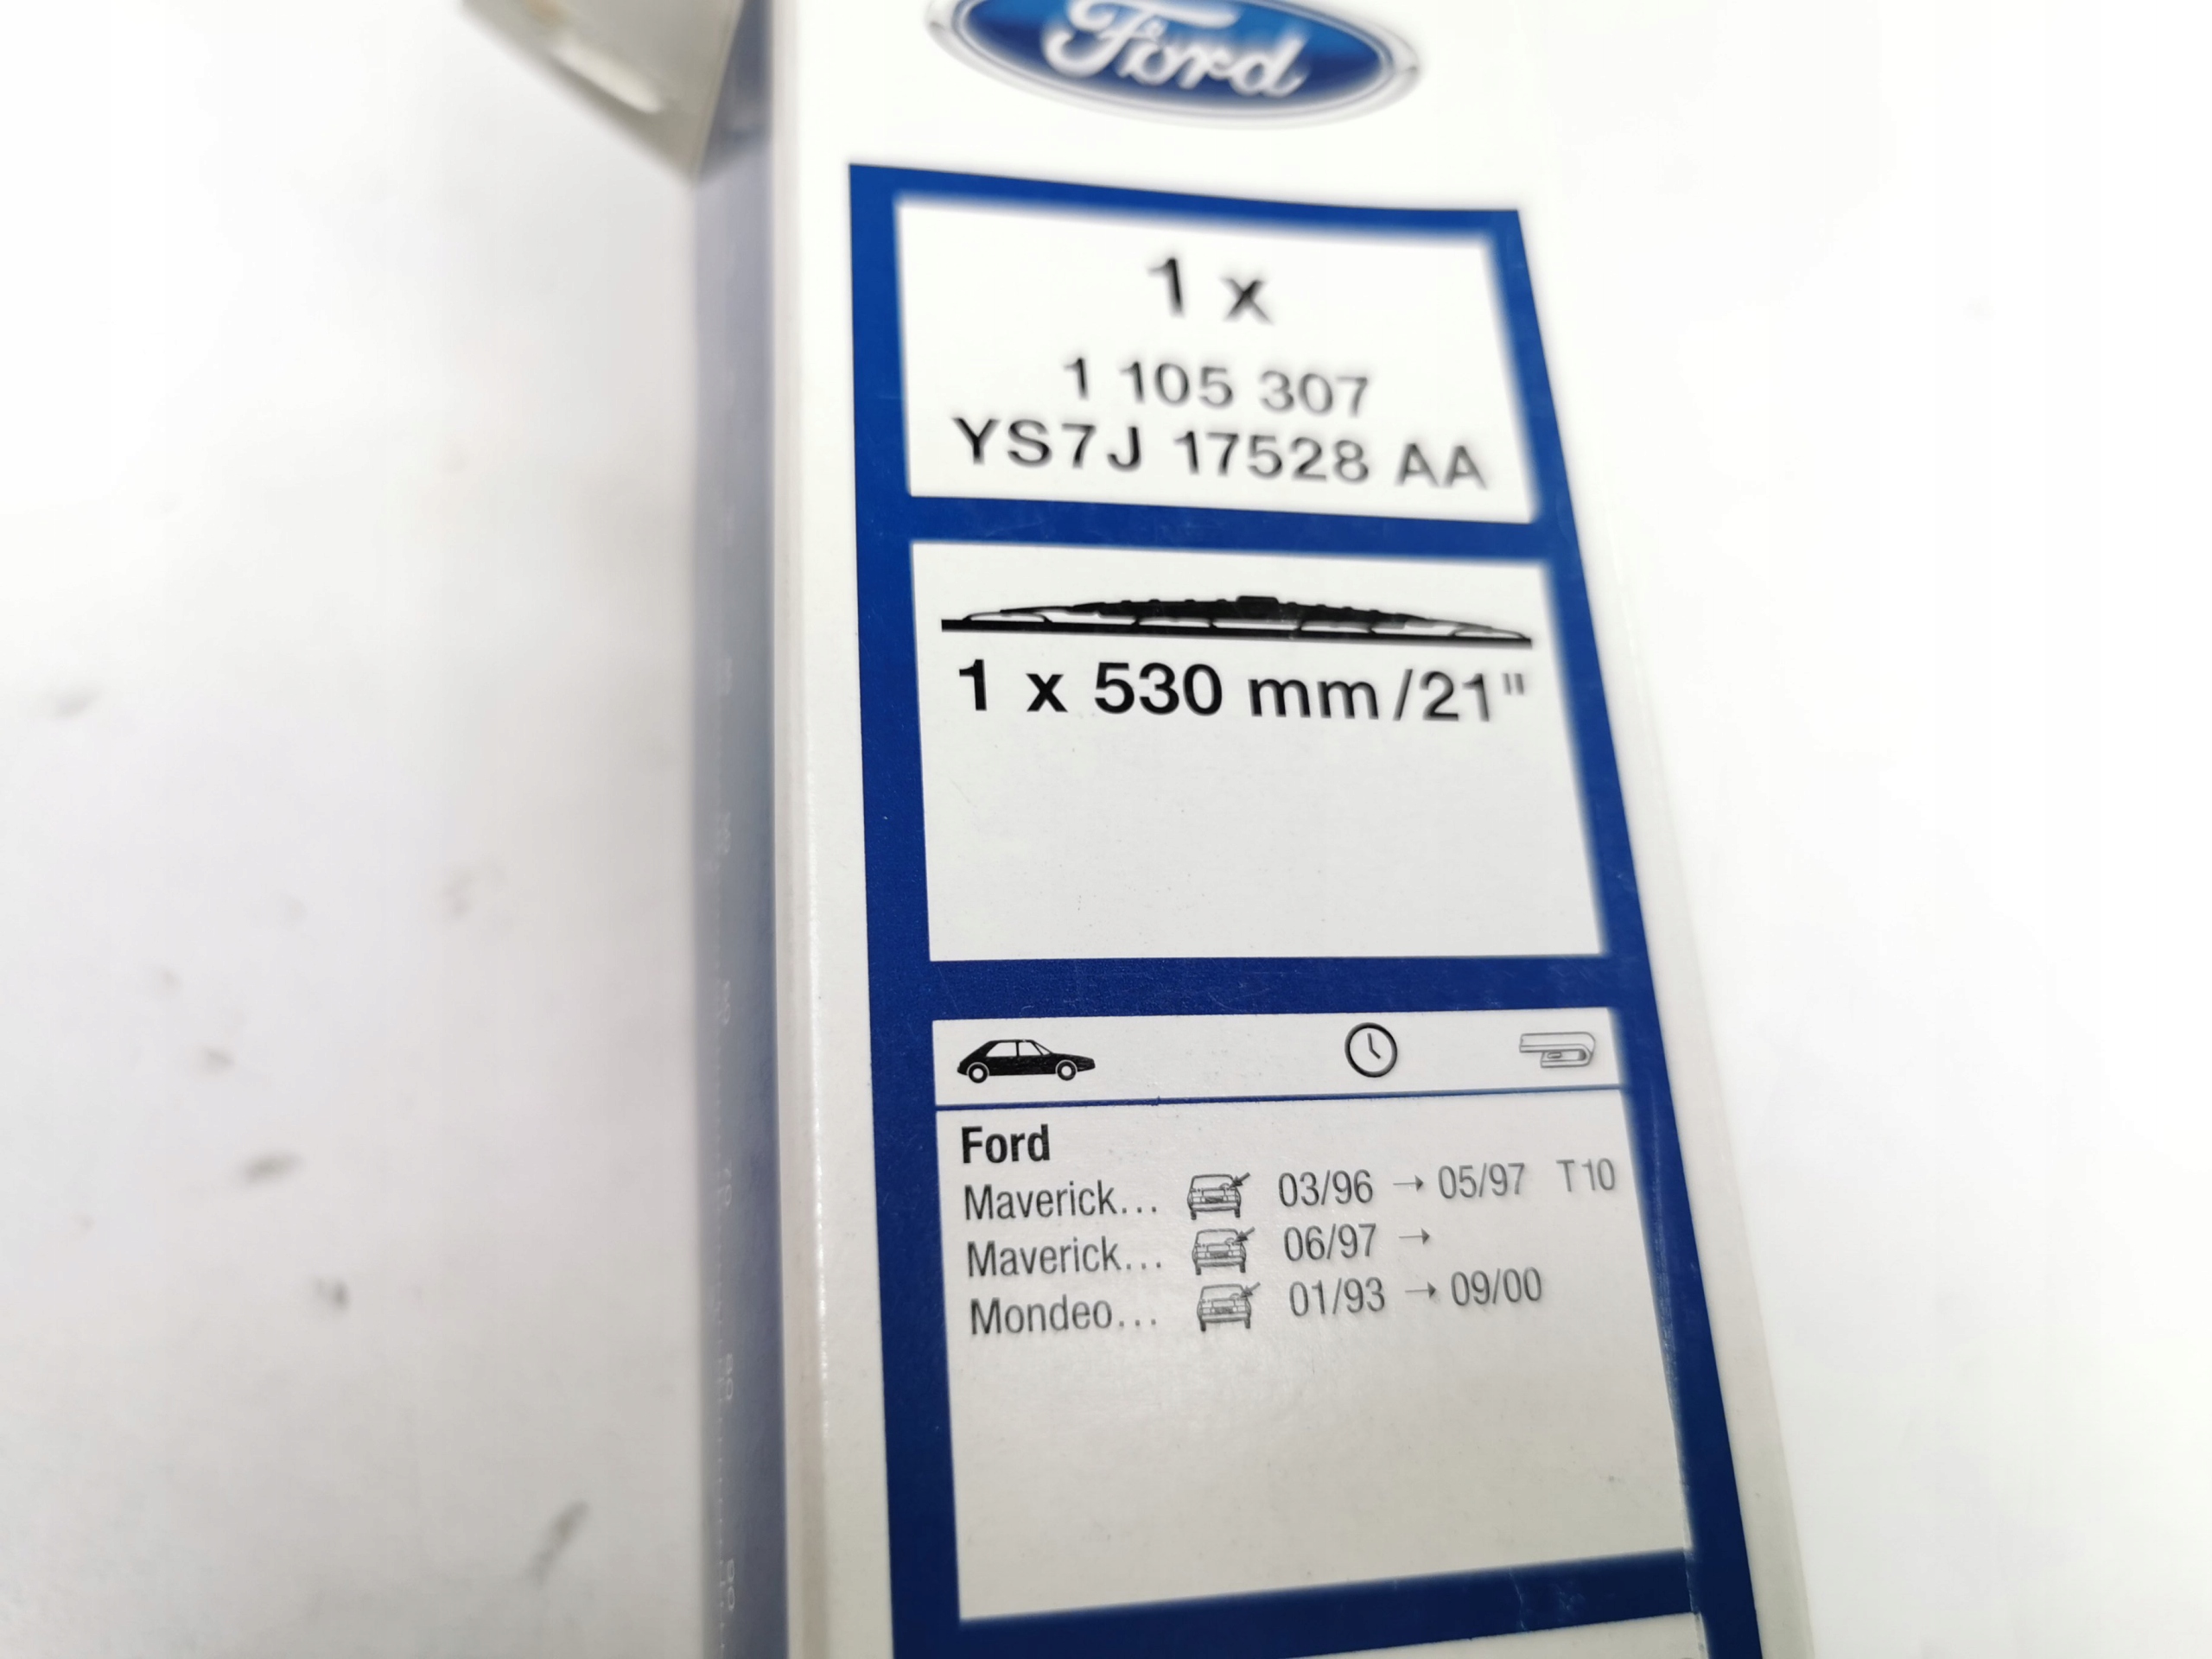 Ford
1 x
1 105 307
YS7J 17528 AA
1 x 530 mm/21"
Ford
Maverick... 03/96 → 05/97 T10
Maverick... 06/97 →
Mondeo... 01/93 → 09/00